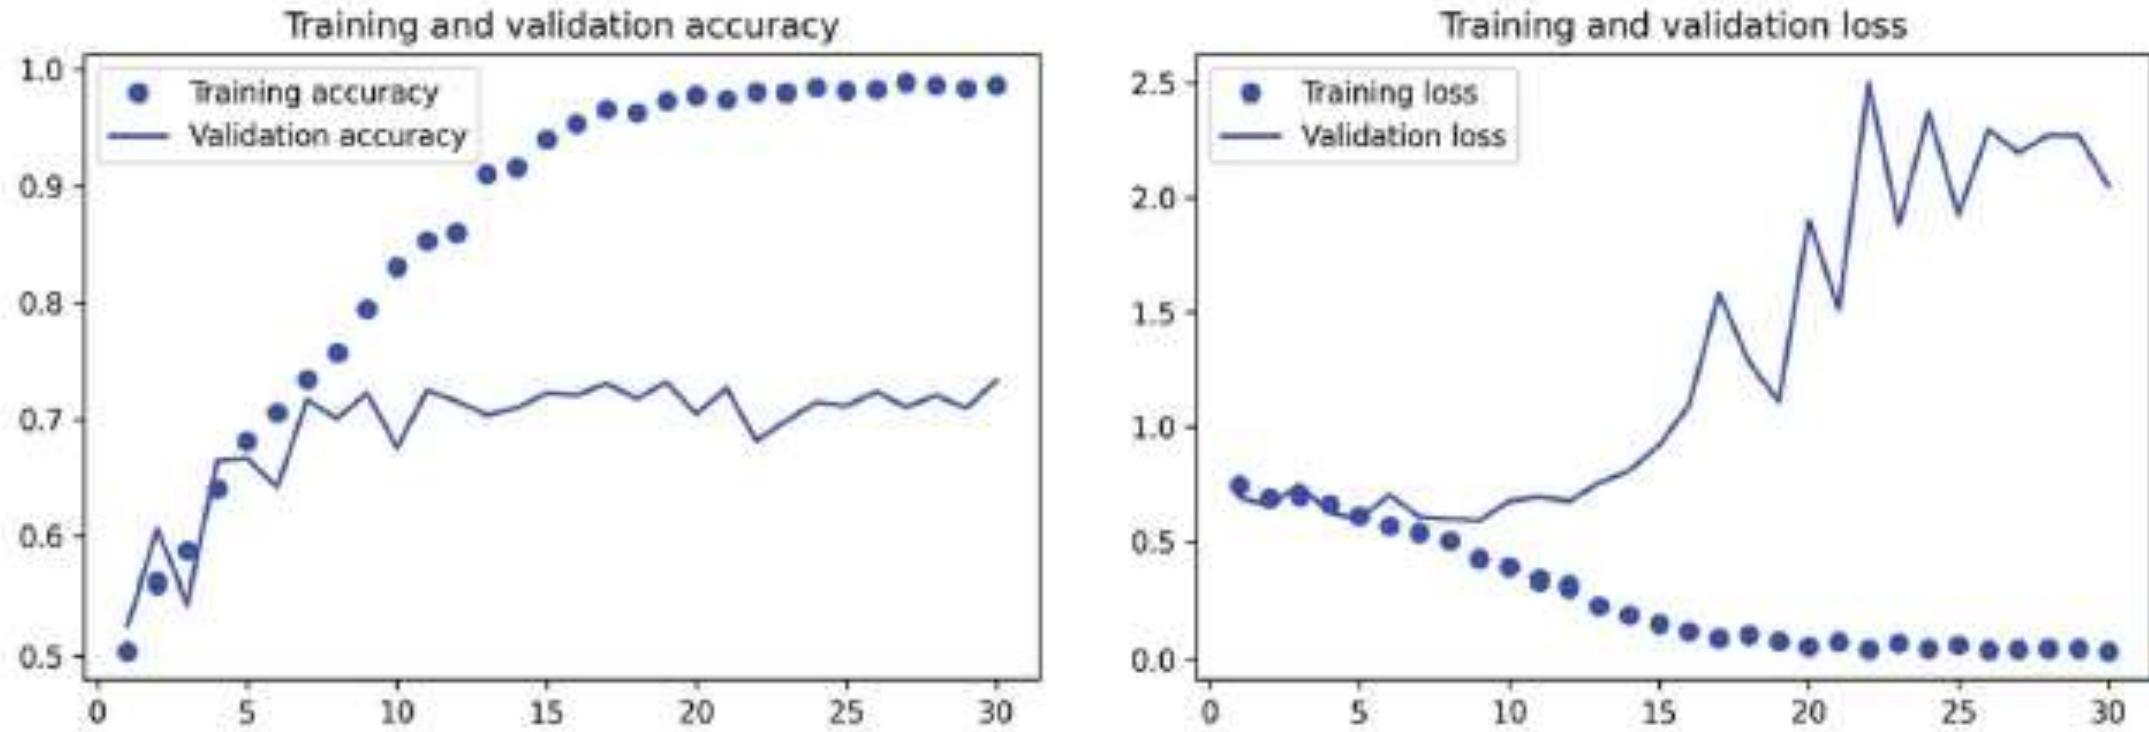 Training and validation accuracy
1.0
0.9
0.8
0.7
0.6
0.5
Training accuracy
Validation accuracy
0 5 10 15 20 25 30
Training and validation loss
2.5
2.0
1.5
1.0
0.5
0.0
Training loss
Validation loss
0 5 10 15 20 25 30